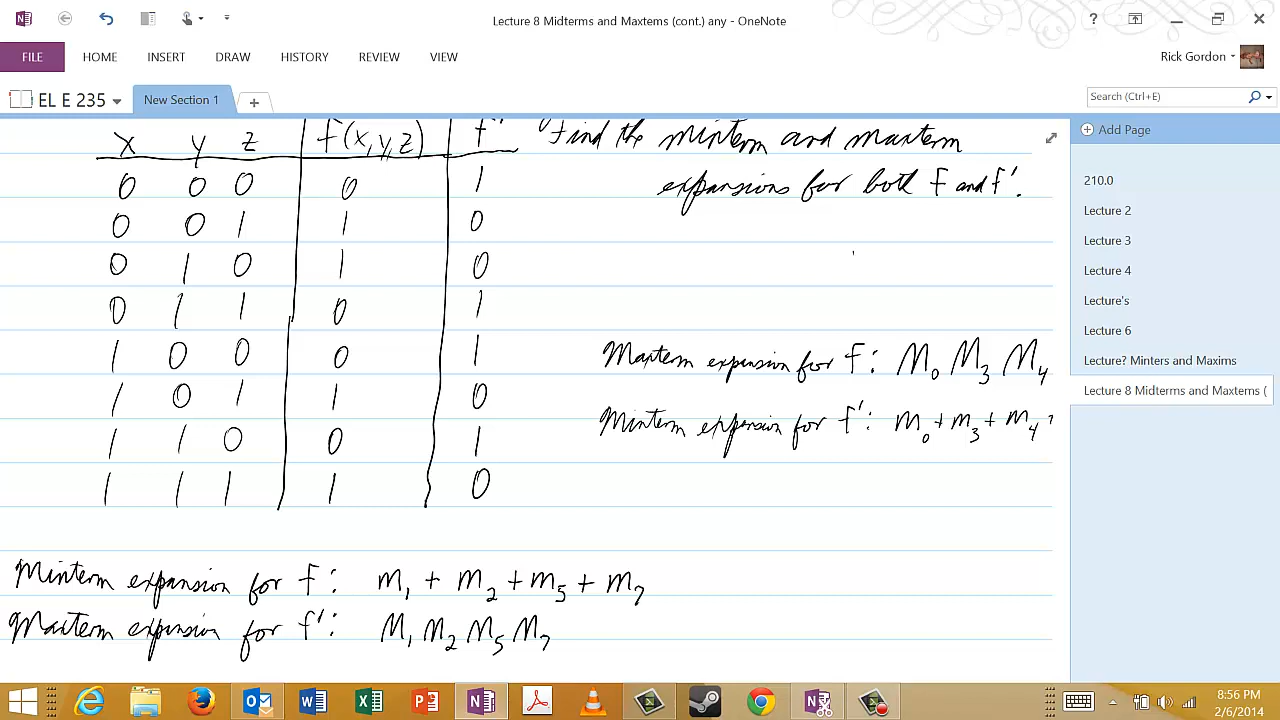 Lecture 8 Midterms and Maxtems (cont.) any - OneNote
?
FILE HOME INSERT DRAW HISTORY REVIEW VIEW
Rick Gordon
EL E 235 New Section 1 +
Search (Ctrl+E)
Add Page
210.0
Lecture 2
Lecture 3
Lecture 4
Lecture's
Lecture 6
Lecture? Minters and Maxims
Lecture 8 Midterms and Maxtems (
x y z f(x,y,z) f'
0 0 0 0 1
0 0 1 1 0
0 1 0 1 0
0 1 1 0 1
1 0 0 0 1
1 0 1 1 0
1 1 0 0 1
1 1 1 1 0
Find the minterm and maxterm
expansions for both f and f'.
Maxterm expansion for f: M0 M3 M4
Minterm expansion for f': m0 + m3 + m4
Minterm expansion for f: m1 + m2 + m5 + m7
Maxterm expansion for f': M1 M2 M5 M7
8:56 PM
2/6/2014